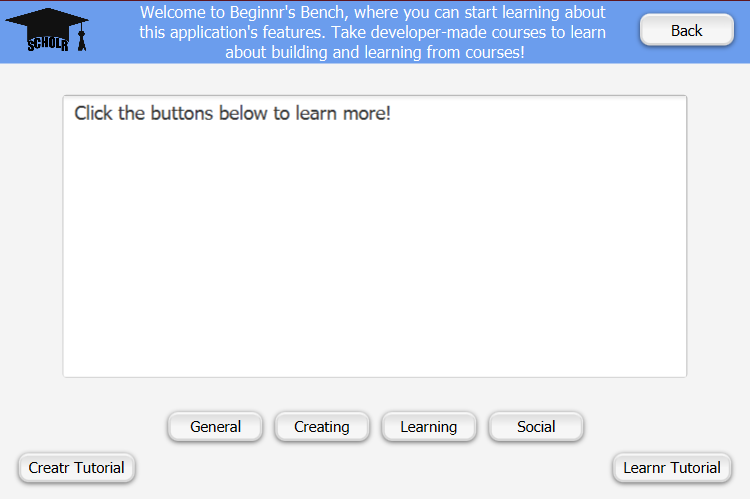 SCHOLR
Welcome to Beginnr's Bench, where you can start learning about
this application's features. Take developer-made courses to learn
about building and learning from courses!
Back
Click the buttons below to learn more!
General
Creating
Learning
Social
Creatr Tutorial
Learnr Tutorial